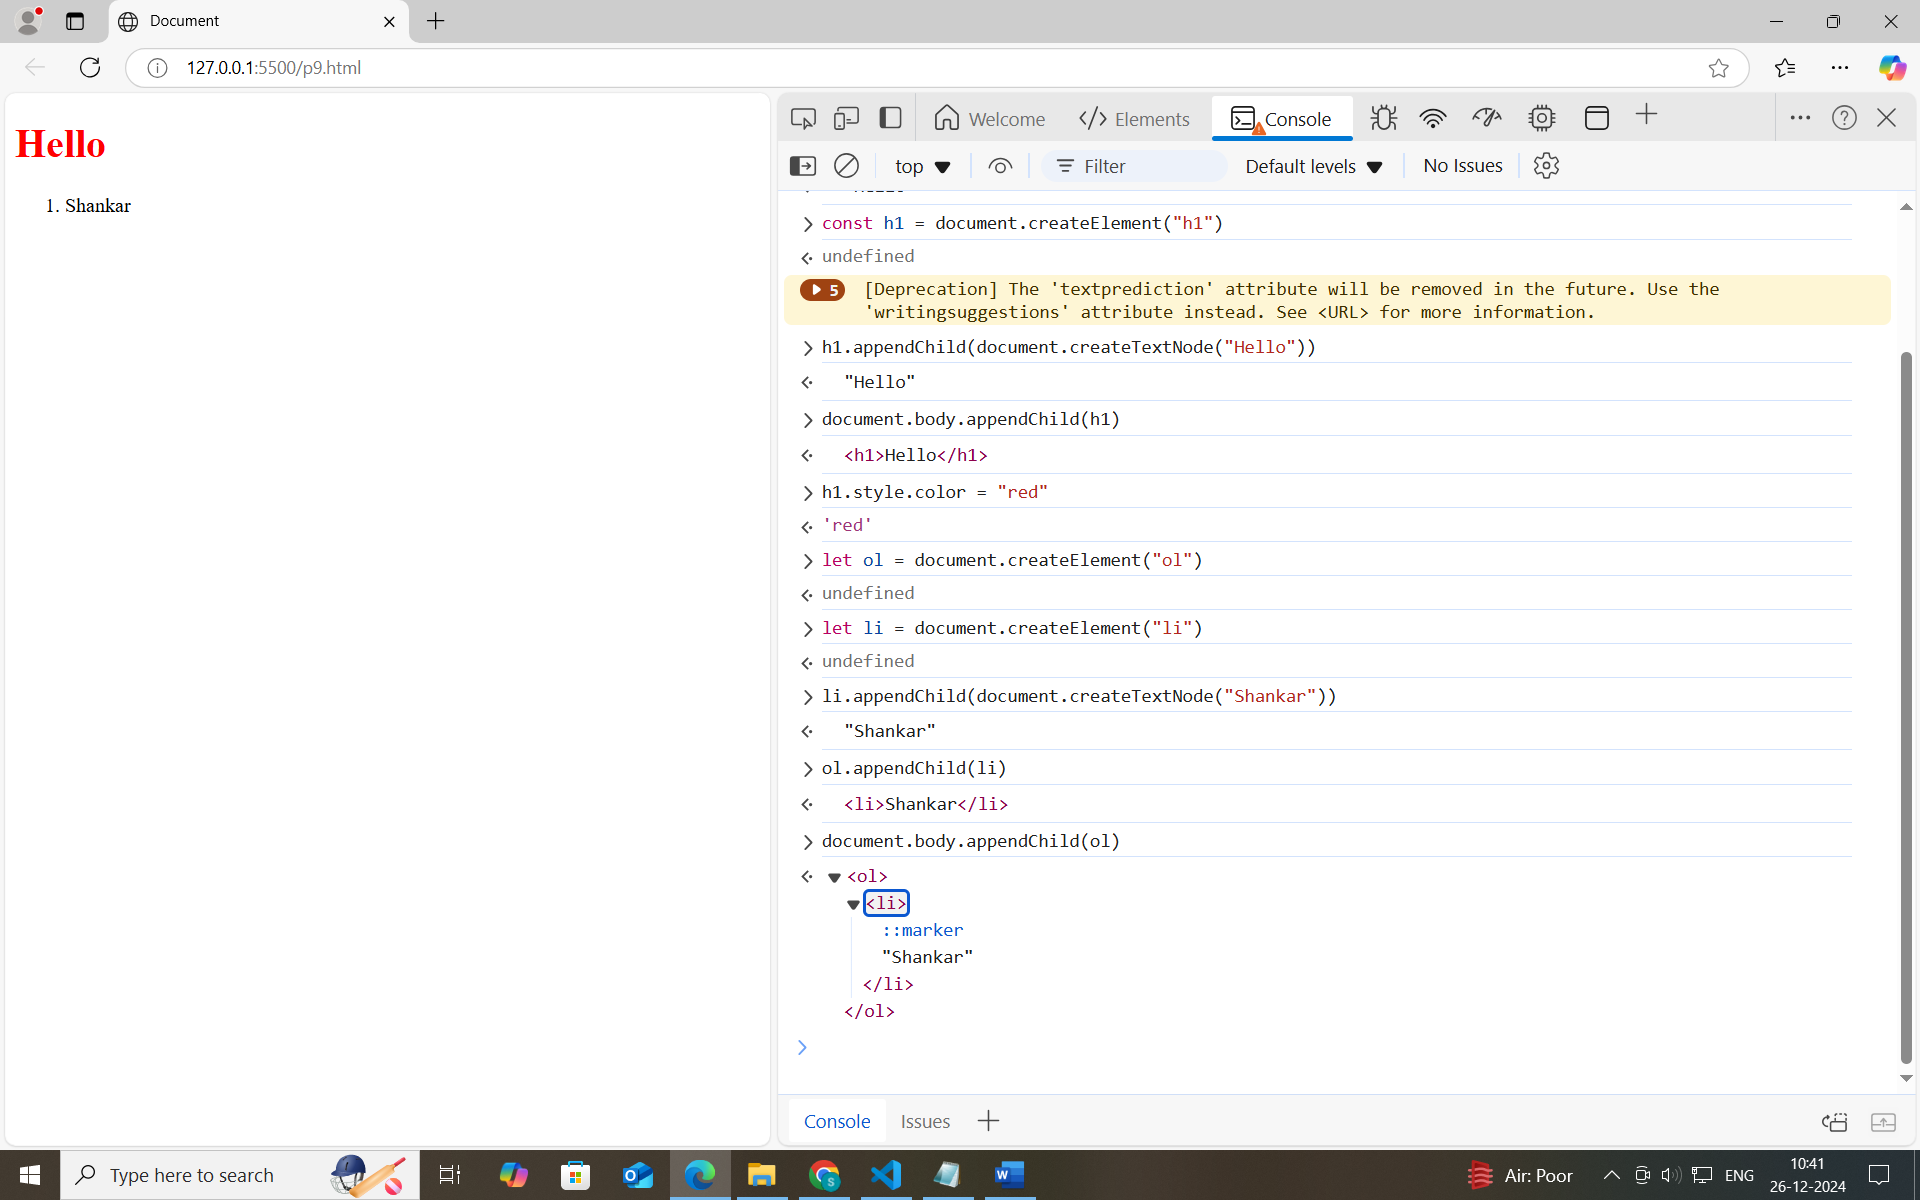 Document
127.0.0.1:5500/p9.html
Hello
1. Shankar
Welcome
Elements
Console
top
Filter
Default levels
No Issues
const h1 = document.createElement("h1")
undefined
5 [Deprecation] The 'textprediction' attribute will be removed in the future. Use the
'writingsuggestions' attribute instead. See <URL> for more information.
h1.appendChild(document.createTextNode("Hello"))
"Hello"
document.body.appendChild(h1)
<h1>Hello</h1>
h1.style.color = "red"
'red'
let ol = document.createElement("ol")
undefined
let li = document.createElement("li")
undefined
li.appendChild(document.createTextNode("Shankar"))
"Shankar"
ol.appendChild(li)
<li>Shankar</li>
document.body.appendChild(ol)
<ol>
<li>
::marker
"Shankar"
</li>
</ol>
Console
Issues
Type here to search
Air: Poor
ENG
10:41
26-12-2024